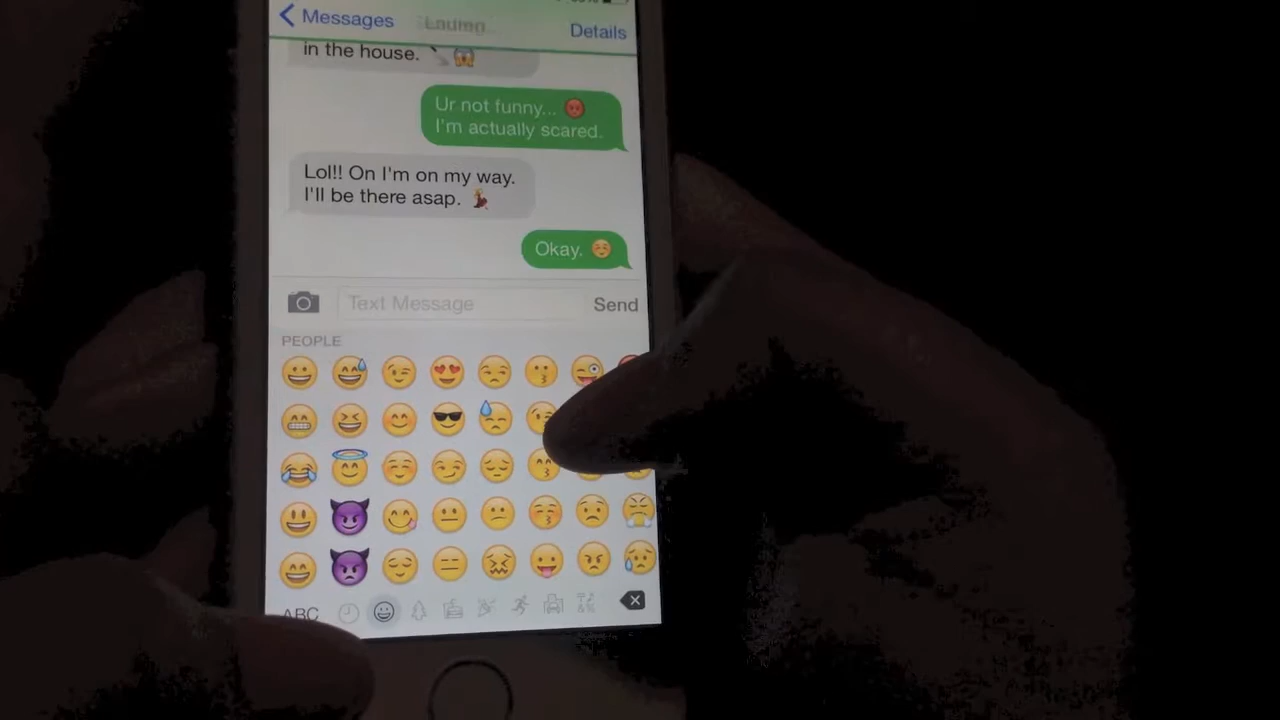 Messages
Details
in the house.
Ur not funny...
I'm actually scared.
Lol!! On I'm on my way.
I'll be there asap.
Okay.
Text Message
Send
PEOPLE
ABC